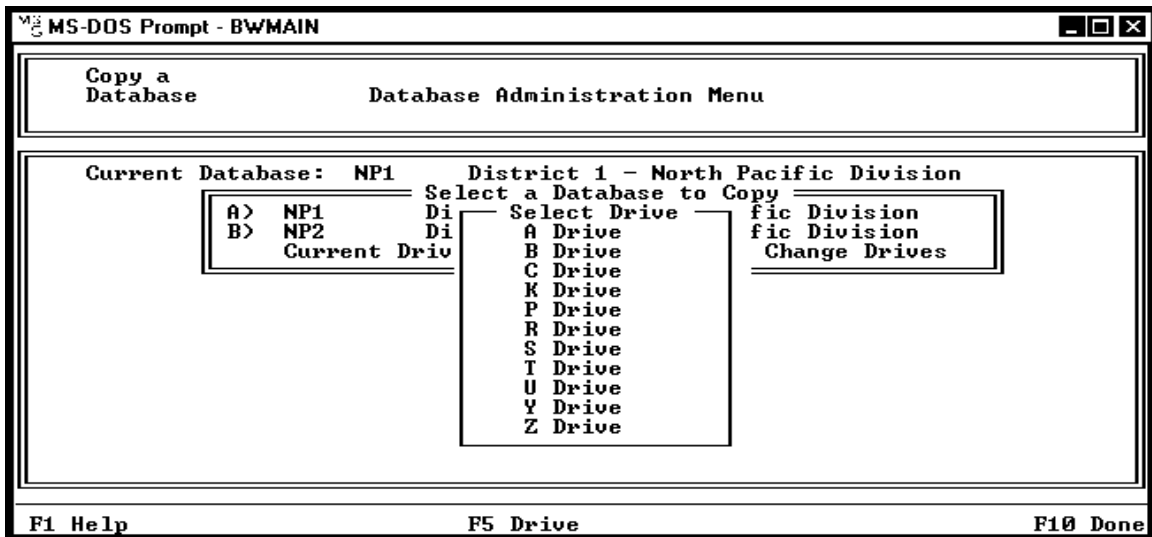 MS-DOS Prompt - BWMAIN
Copy a
Database Database Administration Menu
Current Database: NP1 District 1 - North Pacific Division
Select a Database to Copy
A) NP1 Di Select Drive fic Division
B) NP2 Di A Drive fic Division
Current Driv B Drive Change Drives
C Drive
K Drive
P Drive
R Drive
S Drive
T Drive
U Drive
Y Drive
Z Drive
F1 Help F5 Drive F10 Done